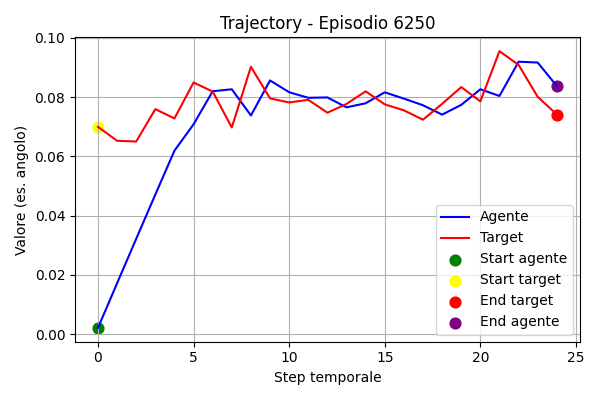 Trajectory - Episodio 6250
Valore (es. angolo)
0.10
0.08
0.06
0.04
0.02
0.00
0
5
10
15
20
25
Step temporale
Agente
Target
Start agente
Start target
End target
End agente